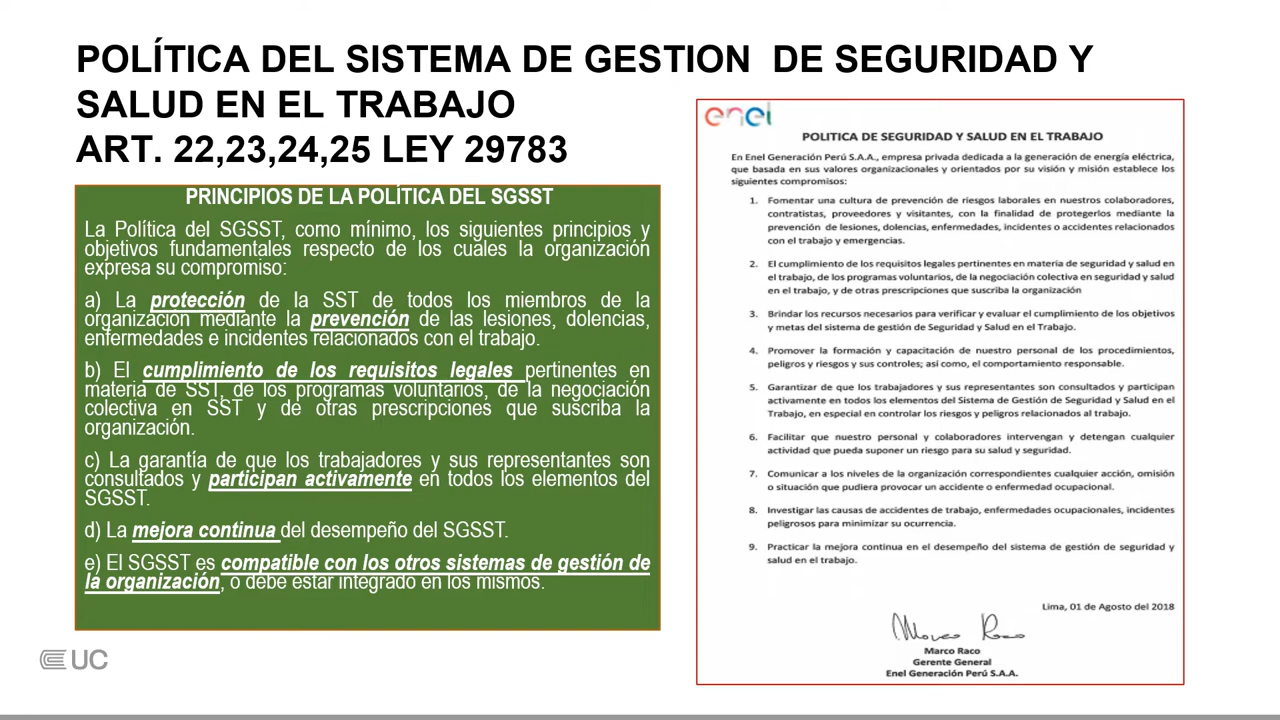 POLÍTICA DEL SISTEMA DE GESTION DE SEGURIDAD Y
SALUD EN EL TRABAJO
ART. 22,23,24,25 LEY 29783
PRINCIPIOS DE LA POLÍTICA DEL SGSST
La Política del SGSST, como mínimo, los siguientes principios y
objetivos fundamentales respecto de los cuales la organización
expresa su compromiso:
a) La protección de la SST de todos los miembros de la
organización mediante la prevención de las lesiones, dolencias,
enfermedades e incidentes relacionados con el trabajo.
b) El cumplimiento de los requisitos legales pertinentes en
materia de SST, de los programas voluntarios, de la negociación
colectiva en SST y de otras prescripciones que suscriba la
organización.
c) La garantía de que los trabajadores y sus representantes son
consultados y participan activamente en todos los elementos del
SGSST.
d) La mejora continua del desempeño del SGSST.
e) El SGSST es compatible con los otros sistemas de gestión de
la organización, o debe estar integrado en los mismos.
UC
enel
POLITICA DE SEGURIDAD Y SALUD EN EL TRABAJO
En Enel Generación Perú S.A.A., empresa privada dedicada a la generación de energía eléctrica,
que basada en sus valores organizacionales y orientados por su visión y misión establece los
siguientes compromisos:
1. Fomentar una cultura de prevención de riesgos laborales en nuestros colaboradores,
contratistas, proveedores y visitantes, con la finalidad de protegerlos mediante la
prevención de lesiones, dolencias, enfermedades, incidentes o accidentes relacionados
con el trabajo y emergencias.
2. El cumplimiento de los requisitos legales pertinentes en materia de seguridad y salud en
el trabajo, de los programas voluntarios, de la negociación colectiva en seguridad y salud
en el trabajo, y de otras prescripciones que suscriba la organización
3. Brindar los recursos necesarios para verificar y evaluar el cumplimiento de los objetivos
y metas del sistema de gestión de Seguridad y Salud en el Trabajo.
4. Promover la formación y capacitación de nuestro personal de los procedimientos,
peligros y riesgos y sus controles; así como, el comportamiento responsable.
5. Garantizar de que los trabajadores y sus representantes son consultados y participan
activamente en todos los elementos del Sistema de Gestión de Seguridad y Salud en el
Trabajo, en especial en controlar los riesgos y peligros relacionados al trabajo.
6. Facilitar que nuestro personal y colaboradores intervengan y detengan cualquier
actividad que pueda suponer un riesgo para su salud y seguridad.
7. Comunicar a los niveles de la organización correspondientes cualquier acción, omisión
o situación que pudiera provocar un accidente o enfermedad ocupacional.
8. Investigar las causas de accidentes de trabajo, enfermedades ocupacionales, incidentes
peligrosos para minimizar su ocurrencia.
9. Practicar la mejora continua en el desempeño del sistema de gestión de seguridad y
salud en el trabajo.
Lima, 01 de Agosto del 2018
Marco Raco
Marco Raco
Gerente General
Enel Generación Perú S.A.A.